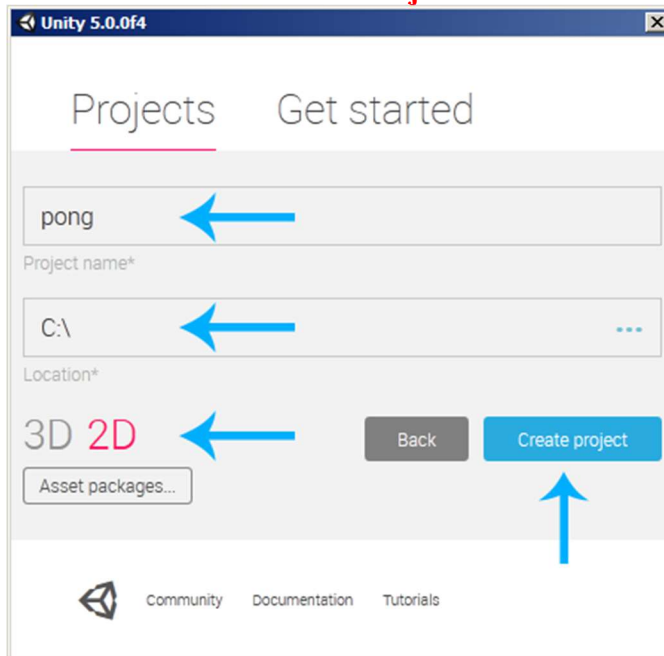 Unity 5.0.0f4
Projects Get started
pong
Project name*
C:\
...
Location*
3D 2D Back Create project
Asset packages...
Community Documentation Tutorials